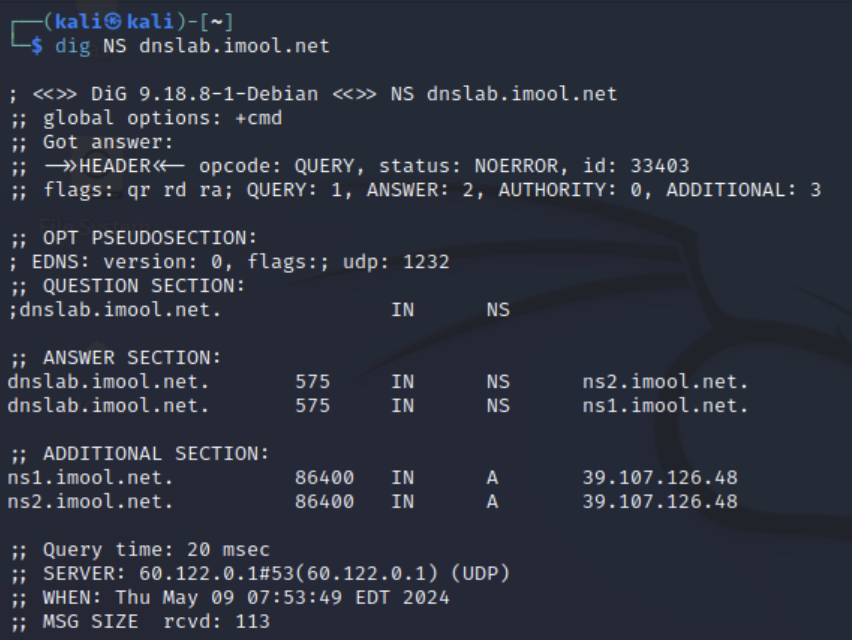 ┌──(kali㉿kali)-[~]
└─$ dig NS dnslab.imool.net
; <<>> DiG 9.18.8-1-Debian <<>> NS dnslab.imool.net
;; global options: +cmd
;; Got answer:
;; ->>HEADER<<- opcode: QUERY, status: NOERROR, id: 33403
;; flags: qr rd ra; QUERY: 1, ANSWER: 2, AUTHORITY: 0, ADDITIONAL: 3
;; OPT PSEUDOSECTION:
; EDNS: version: 0, flags:; udp: 1232
;; QUESTION SECTION:
;dnslab.imool.net. IN NS
;; ANSWER SECTION:
dnslab.imool.net. 575 IN NS ns2.imool.net.
dnslab.imool.net. 575 IN NS ns1.imool.net.
;; ADDITIONAL SECTION:
ns1.imool.net. 86400 IN A 39.107.126.48
ns2.imool.net. 86400 IN A 39.107.126.48
;; Query time: 20 msec
;; SERVER: 60.122.0.1#53(60.122.0.1) (UDP)
;; WHEN: Thu May 09 07:53:49 EDT 2024
;; MSG SIZE rcvd: 113